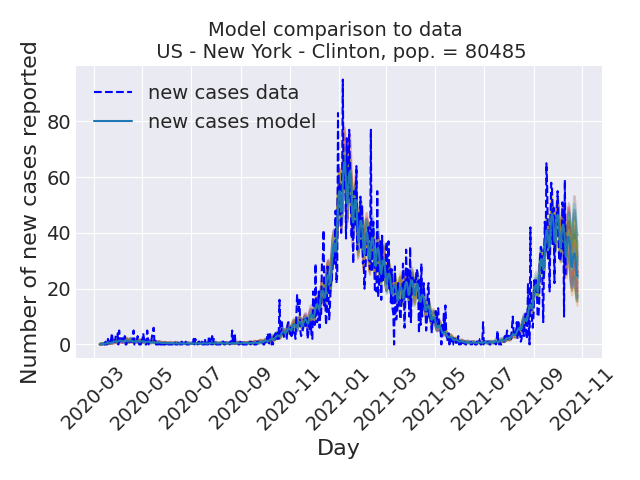 Model comparison to data
US - New York - Clinton, pop. = 80485
new cases data
new cases model
Number of new cases reported
80
60
40
20
0
2020-03
2020-05
2020-07
2020-09
2020-11
2021-01
2021-03
2021-05
2021-07
2021-09
2021-11
Day